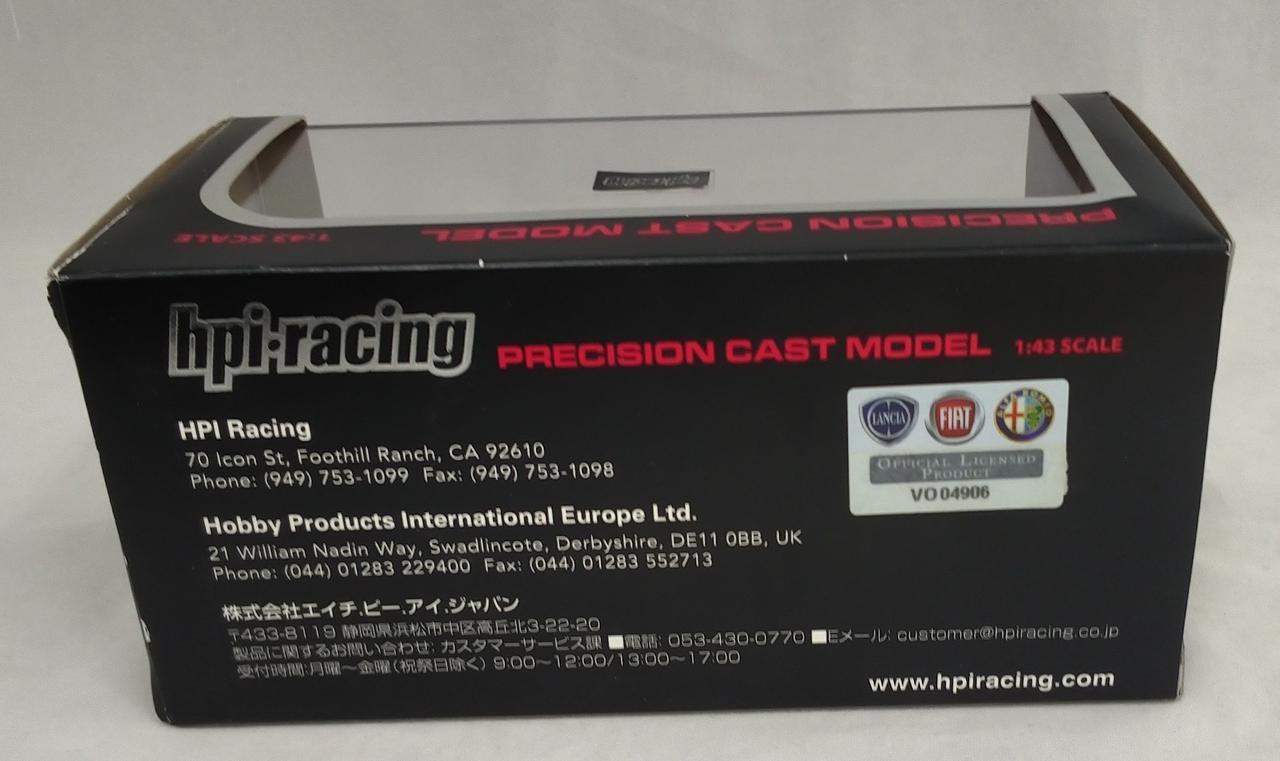 PRECISION CAST MODEL
1:43 SCALE
hpi·racing
PRECISION CAST MODEL 1:43 SCALE
HPI Racing
70 Icon St, Foothill Ranch, CA 92610
Phone: (949) 753-1099 Fax: (949) 753-1098
LANCIA
FIAT
ALFA ROMEO
OFFICIAL LICENSED
PRODUCT
VO 04906
Hobby Products International Europe Ltd.
21 William Nadin Way, Swadlincote, Derbyshire, DE11 0BB, UK
Phone: (044) 01283 229400 Fax: (044) 01283 552713
株式会社エイチ.ピー.アイ.ジャパン
〒433-8119 静岡県浜松市中区高丘北3-22-20
製品に関するお問い合わせ: カスタマーサービス課 ■電話: 053-430-0770 ■Eメール: customer@hpiracing.co.jp
受付時間:月曜〜金曜(祝祭日除く) 9:00〜12:00/13:00〜17:00
www.hpiracing.com